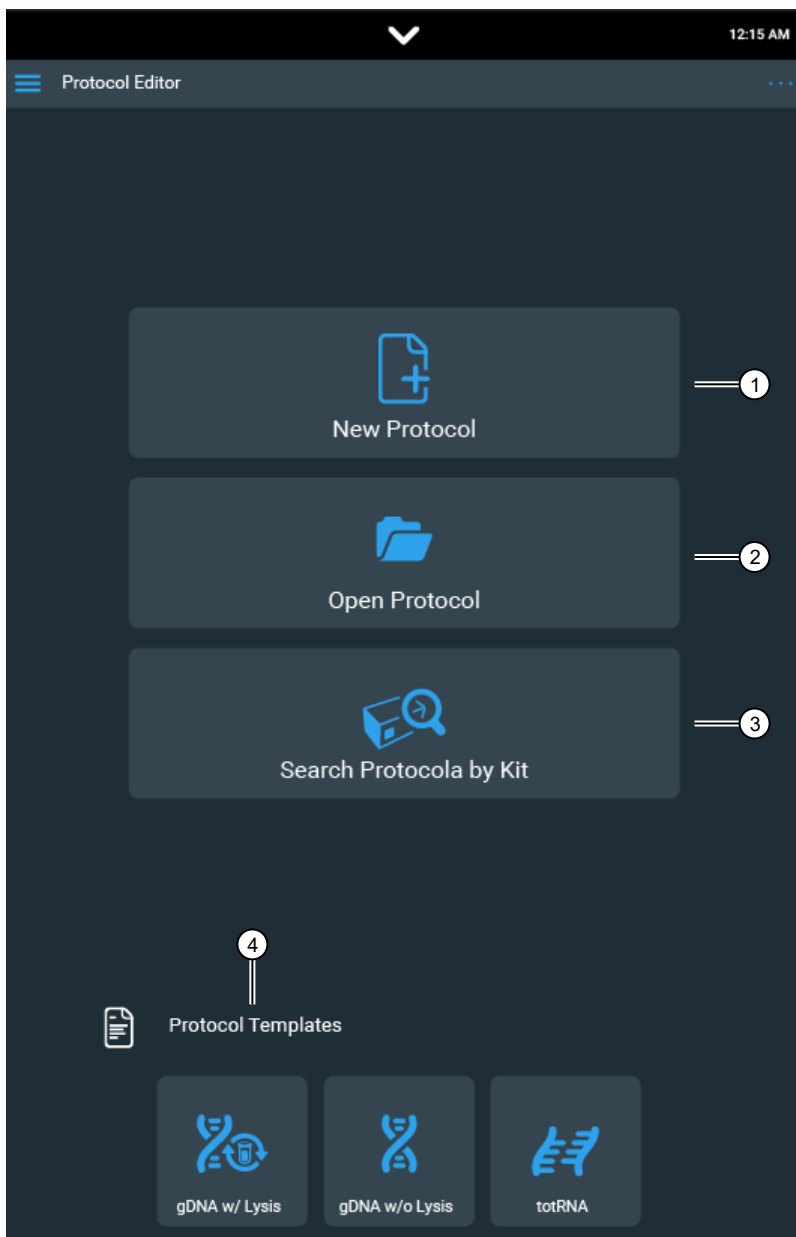 12:15 AM
Protocol Editor
New Protocol
1
Open Protocol
2
Search Protocola by Kit
3
4
Protocol Templates
gDNA w/ Lysis
gDNA w/o Lysis
totRNA